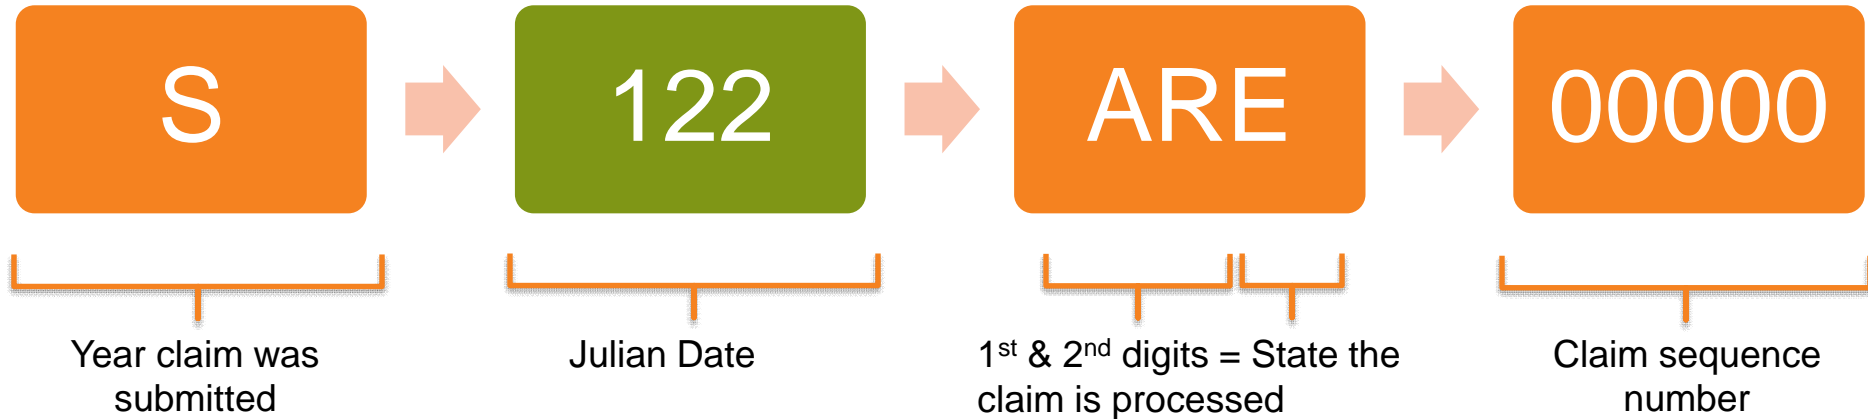 S
122
ARE
00000
Year claim was
submitted
Julian Date
1st & 2nd digits = State the
claim is processed
Claim sequence
number